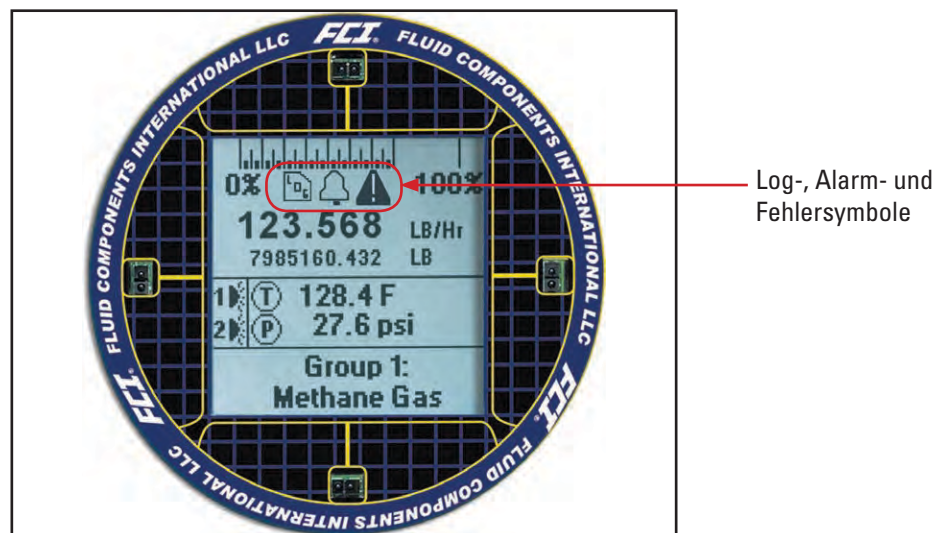 FCI. FLUID COMPONENTS INTERNATIONAL LLC
FCI. FLUID COMPONENTS INTERNATIONAL LLC
FCI. FLUID COMPONENTS INTERNATIONAL LLC
0% LOG 100%
123.568 LB/Hr
7985160.432 LB
1 T 128.4 F
2 P 27.6 psi
Group 1:
Methane Gas
Log-, Alarm- und
Fehlersymbole